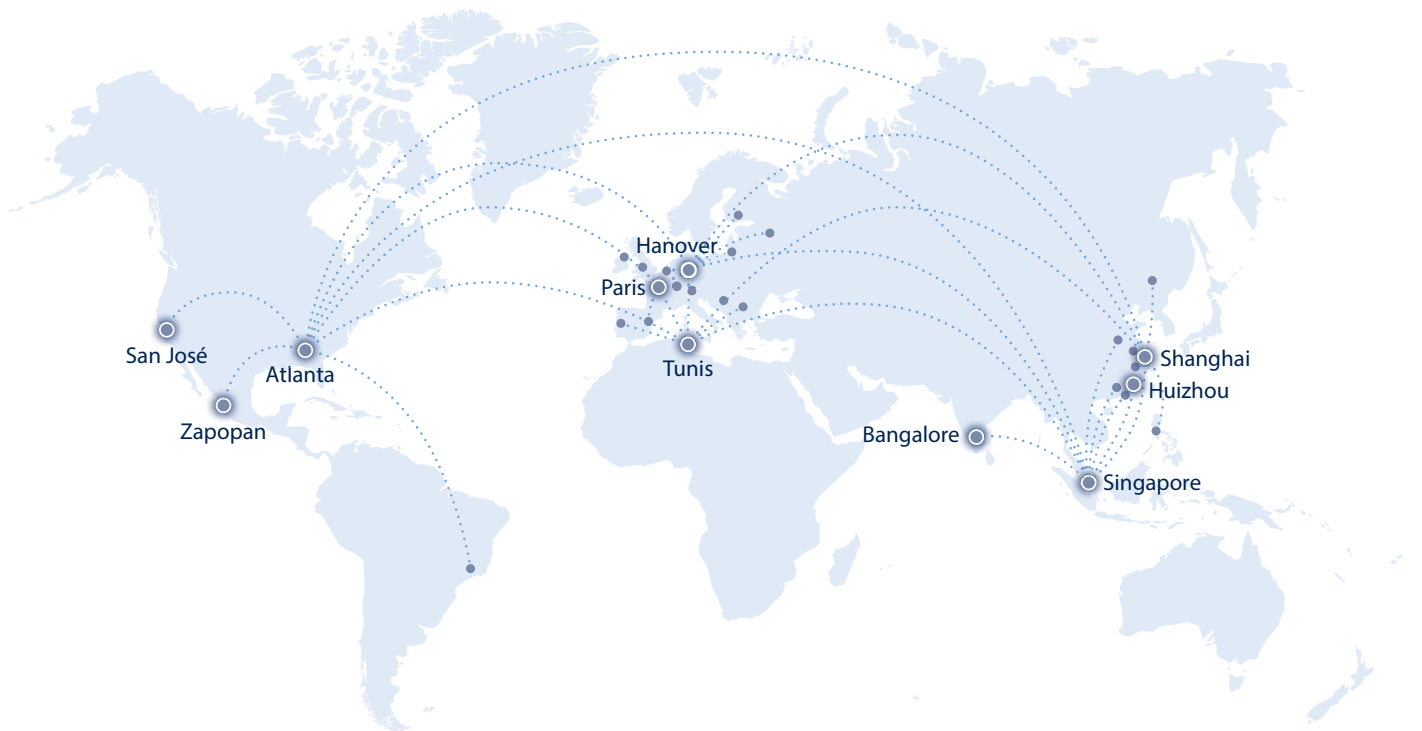 Hanover
Paris
San José
Atlanta
Tunis
Shanghai
Huizhou
Zapopan
Bangalore
Singapore